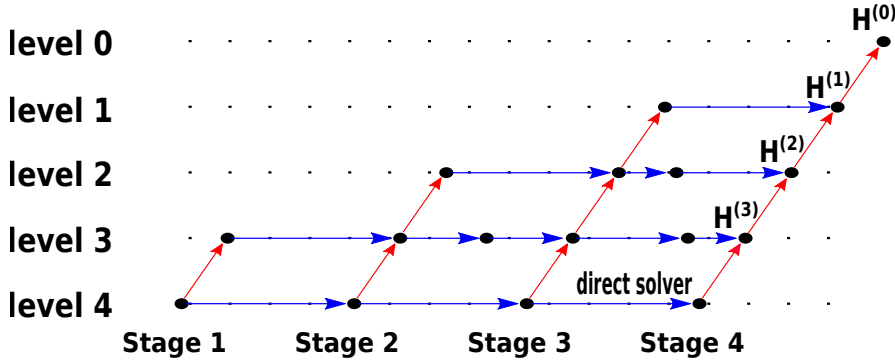 level 0
H^(0)
level 1
H^(1)
level 2
H^(2)
level 3
H^(3)
level 4
direct solver
Stage 1
Stage 2
Stage 3
Stage 4